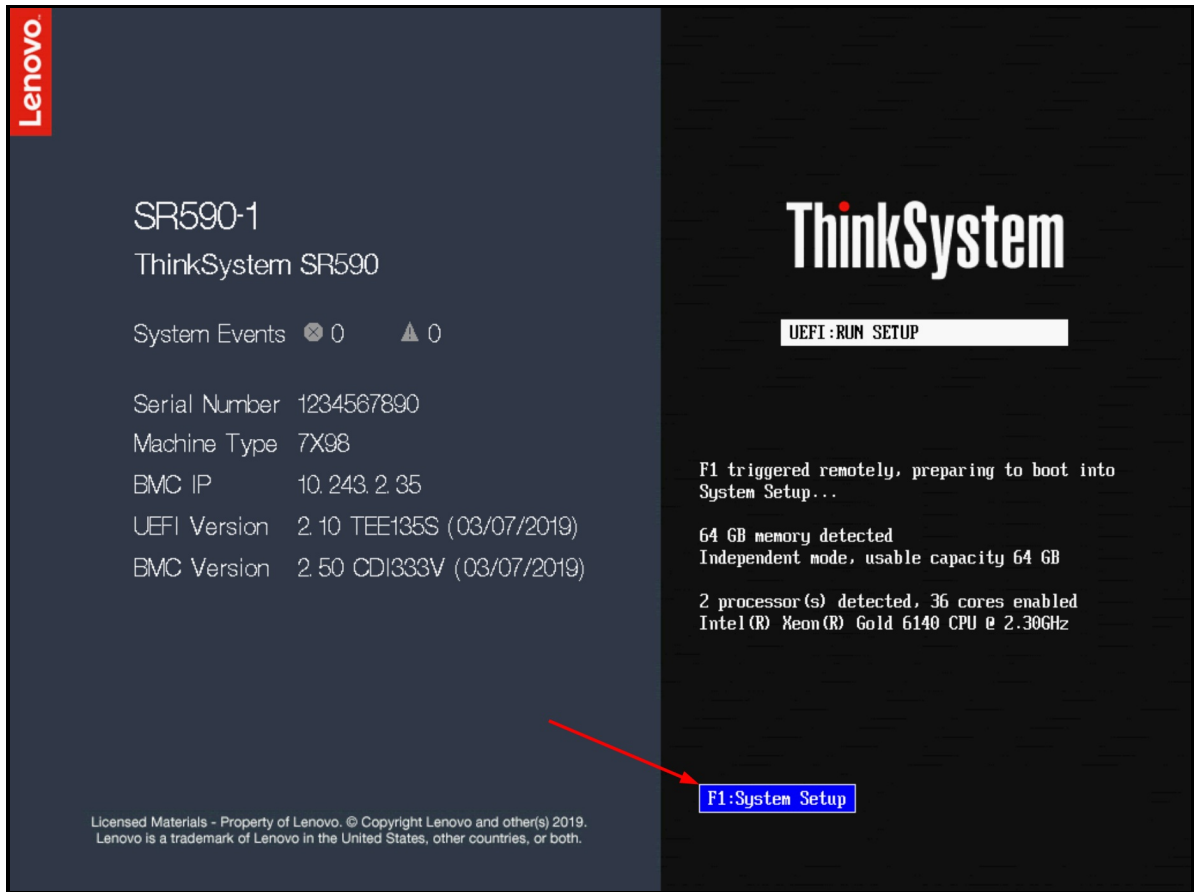 Lenovo.
SR590-1
ThinkSystem SR590
System Events 0 0
Serial Number 1234567890
Machine Type 7X98
BMC IP 10. 243. 2. 35
UEFI Version 2. 10 TEE135S (03/07/2019)
BMC Version 2. 50 CDI333V (03/07/2019)
Licensed Materials - Property of Lenovo. © Copyright Lenovo and other(s) 2019.
Lenovo is a trademark of Lenovo in the United States, other countries, or both.
ThinkSystem
UEFI:RUN SETUP
F1 triggered remotely, preparing to boot into
System Setup...
64 GB memory detected
Independent mode, usable capacity 64 GB
2 processor(s) detected, 36 cores enabled
Intel(R) Xeon(R) Gold 6140 CPU @ 2.30GHz
F1:System Setup